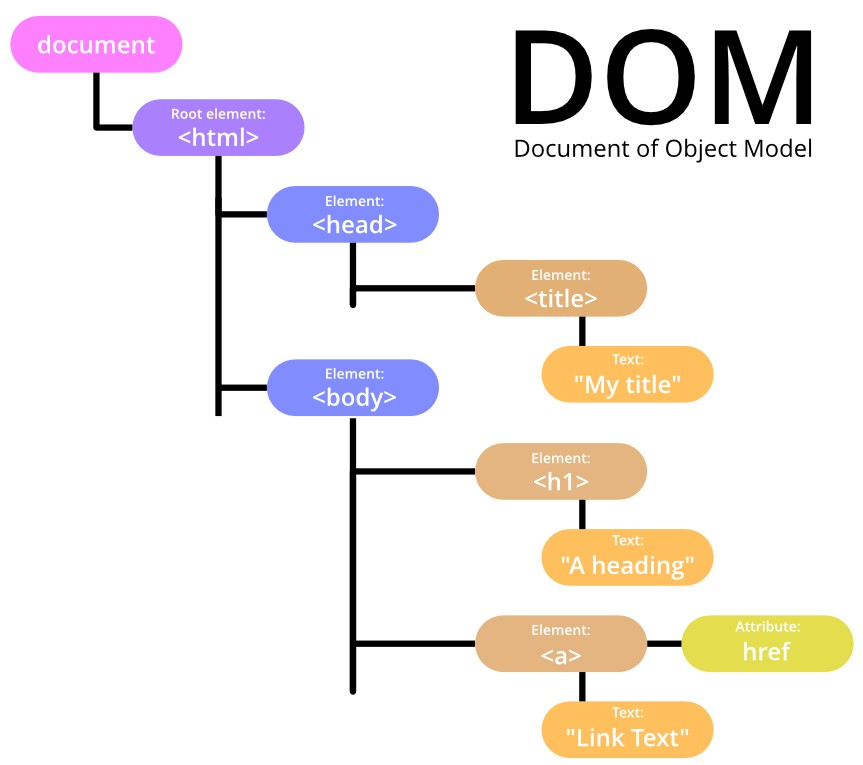 document
DOM
Document of Object Model
Root element:
<html>
Element:
<head>
Element:
<title>
Text:
"My title"
Element:
<body>
Element:
<h1>
Text:
"A heading"
Element:
<a>
Attribute:
href
Text:
"Link Text"